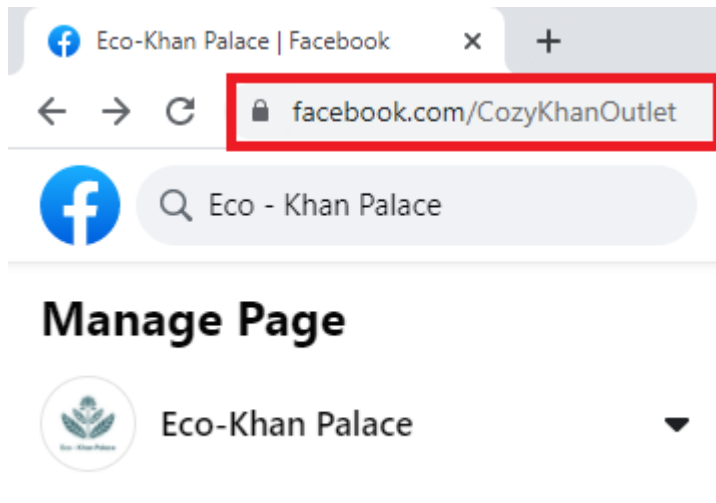 Eco-Khan Palace | Facebook
facebook.com/CozyKhanOutlet
Eco - Khan Palace
Manage Page
Eco-Khan Palace